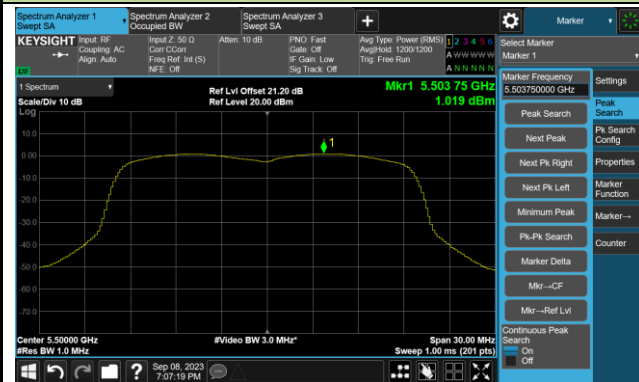 Spectrum Analyzer 1
Swept SA
Spectrum Analyzer 2
Occupied BW
Spectrum Analyzer 3
Swept SA
+
Marker
KEYSIGHT
Input: RF
Coupling: AC
Align: Auto
Input Z: 50 Ω
Corr CCorr
Freq Ref: Int (S)
NFE: Off
Atten: 10 dB
PNO: Fast
Gate: Off
IF Gain: Low
Sig Track: Off
Avg Type: Power (RMS)
Avg|Hold: 1200/1200
Trig: Free Run
1 2 3 4 5 6
A W W W W W
A N N N N N
LVI
Select Marker
Marker 1
1 Spectrum
Scale/Div 10 dB
Log
Ref Lvl Offset 21.20 dB
Ref Level 20.00 dBm
Mkr1 5.503 75 GHz
1.019 dBm
10.0
0.00
-10.0
-20.0
-30.0
-40.0
-50.0
-60.0
-70.0
1
Center 5.50000 GHz
#Res BW 1.0 MHz
#Video BW 3.0 MHz*
Span 30.00 MHz
Sweep 1.00 ms (201 pts)
Marker Frequency
5.503750000 GHz
Peak Search
Next Peak
Next Pk Right
Next Pk Left
Minimum Peak
Pk-Pk Search
Marker Delta
Mkr→CF
Mkr→Ref Lvl
Continuous Peak
Search
On
Off
Settings
Peak
Search
Pk Search
Config
Properties
Marker
Function
Marker→
Counter
?
Sep 08, 2023
7:07:19 PM